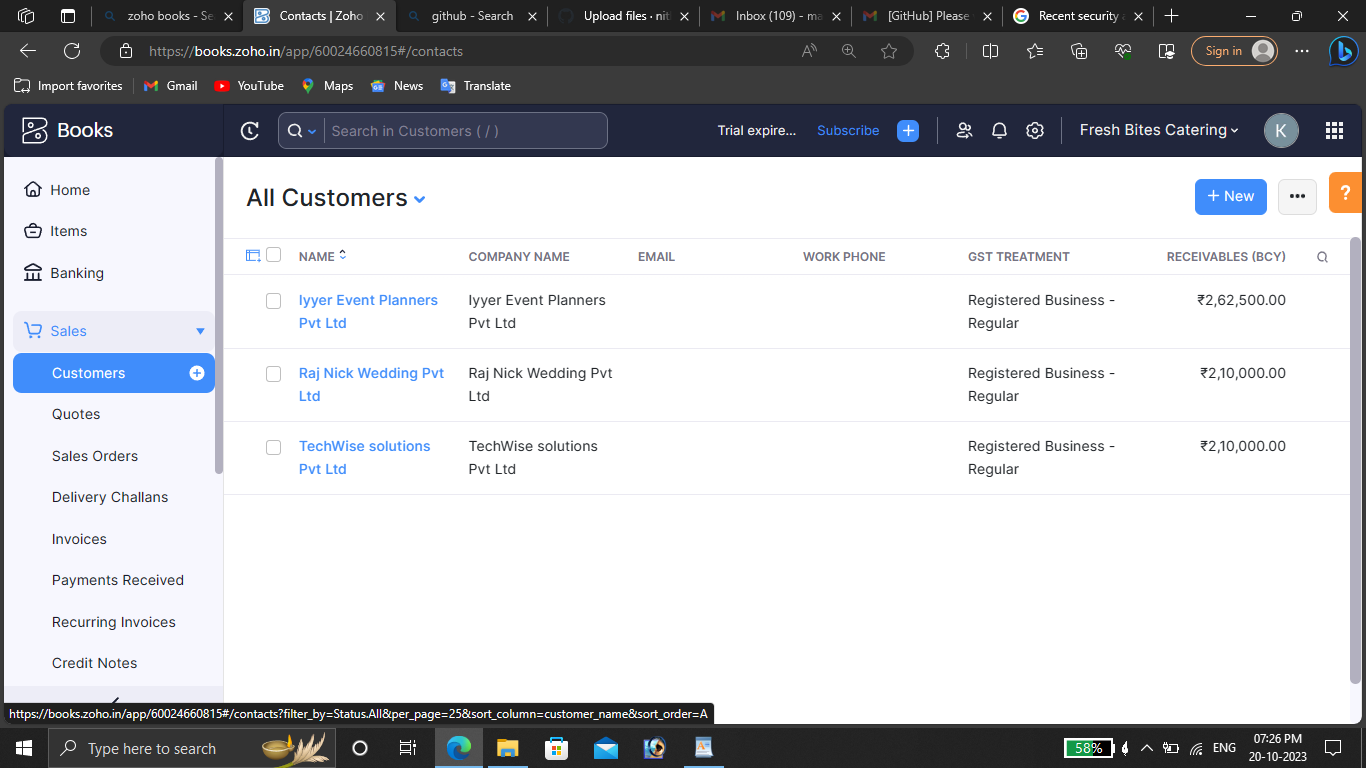 zoho books - Se
Contacts | Zoho
github - Search
Upload files · nit
Inbox (109) - ma
[GitHub] Please
Recent security a
https://books.zoho.in/app/60024660815#/contacts
Sign in
Import favorites
Gmail
YouTube
Maps
News
Translate
Books
Search in Customers ( / )
Trial expire...
Subscribe
Fresh Bites Catering
K
Home
Items
Banking
Sales
Customers
Quotes
Sales Orders
Delivery Challans
Invoices
Payments Received
Recurring Invoices
Credit Notes
All Customers
+ New
?
NAME COMPANY NAME EMAIL WORK PHONE GST TREATMENT RECEIVABLES (BCY)
Iyyer Event Planners Iyyer Event Planners Registered Business - ₹2,62,500.00
Pvt Ltd Pvt Ltd Regular
Raj Nick Wedding Pvt Raj Nick Wedding Pvt Registered Business - ₹2,10,000.00
Ltd Ltd Regular
TechWise solutions TechWise solutions Registered Business - ₹2,10,000.00
Pvt Ltd Pvt Ltd Regular
https://books.zoho.in/app/60024660815#/contacts?filter_by=Status.All&per_page=25&sort_column=customer_name&sort_order=A
Type here to search
58%
ENG
07:26 PM
20-10-2023